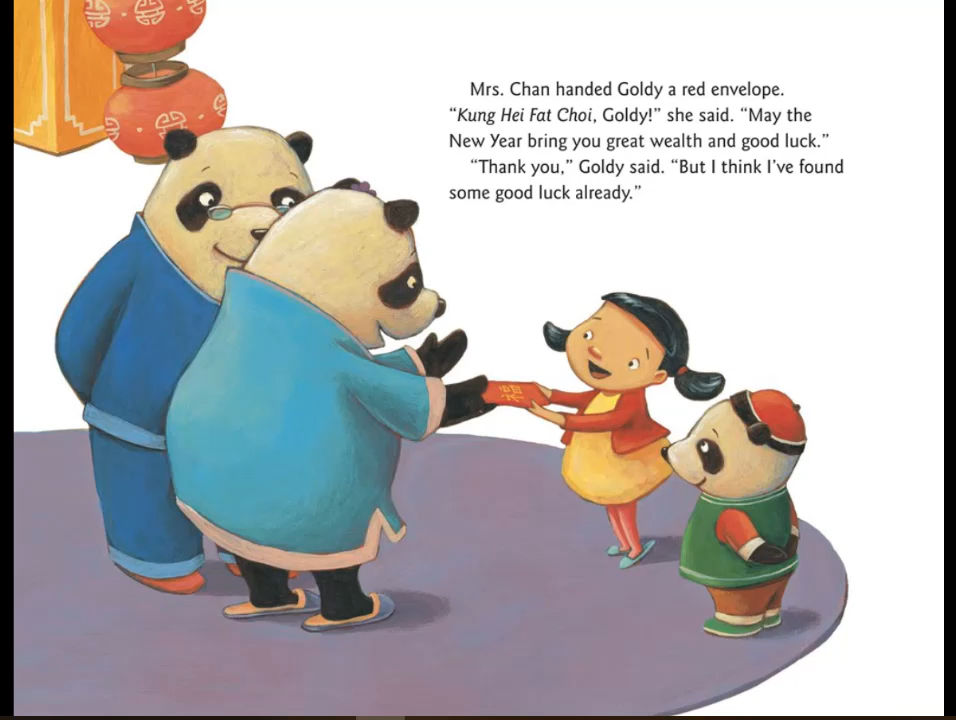 Mrs. Chan handed Goldy a red envelope.
“Kung Hei Fat Choi, Goldy!” she said. “May the
New Year bring you great wealth and good luck.”
“Thank you,” Goldy said. “But I think I’ve found
some good luck already.”